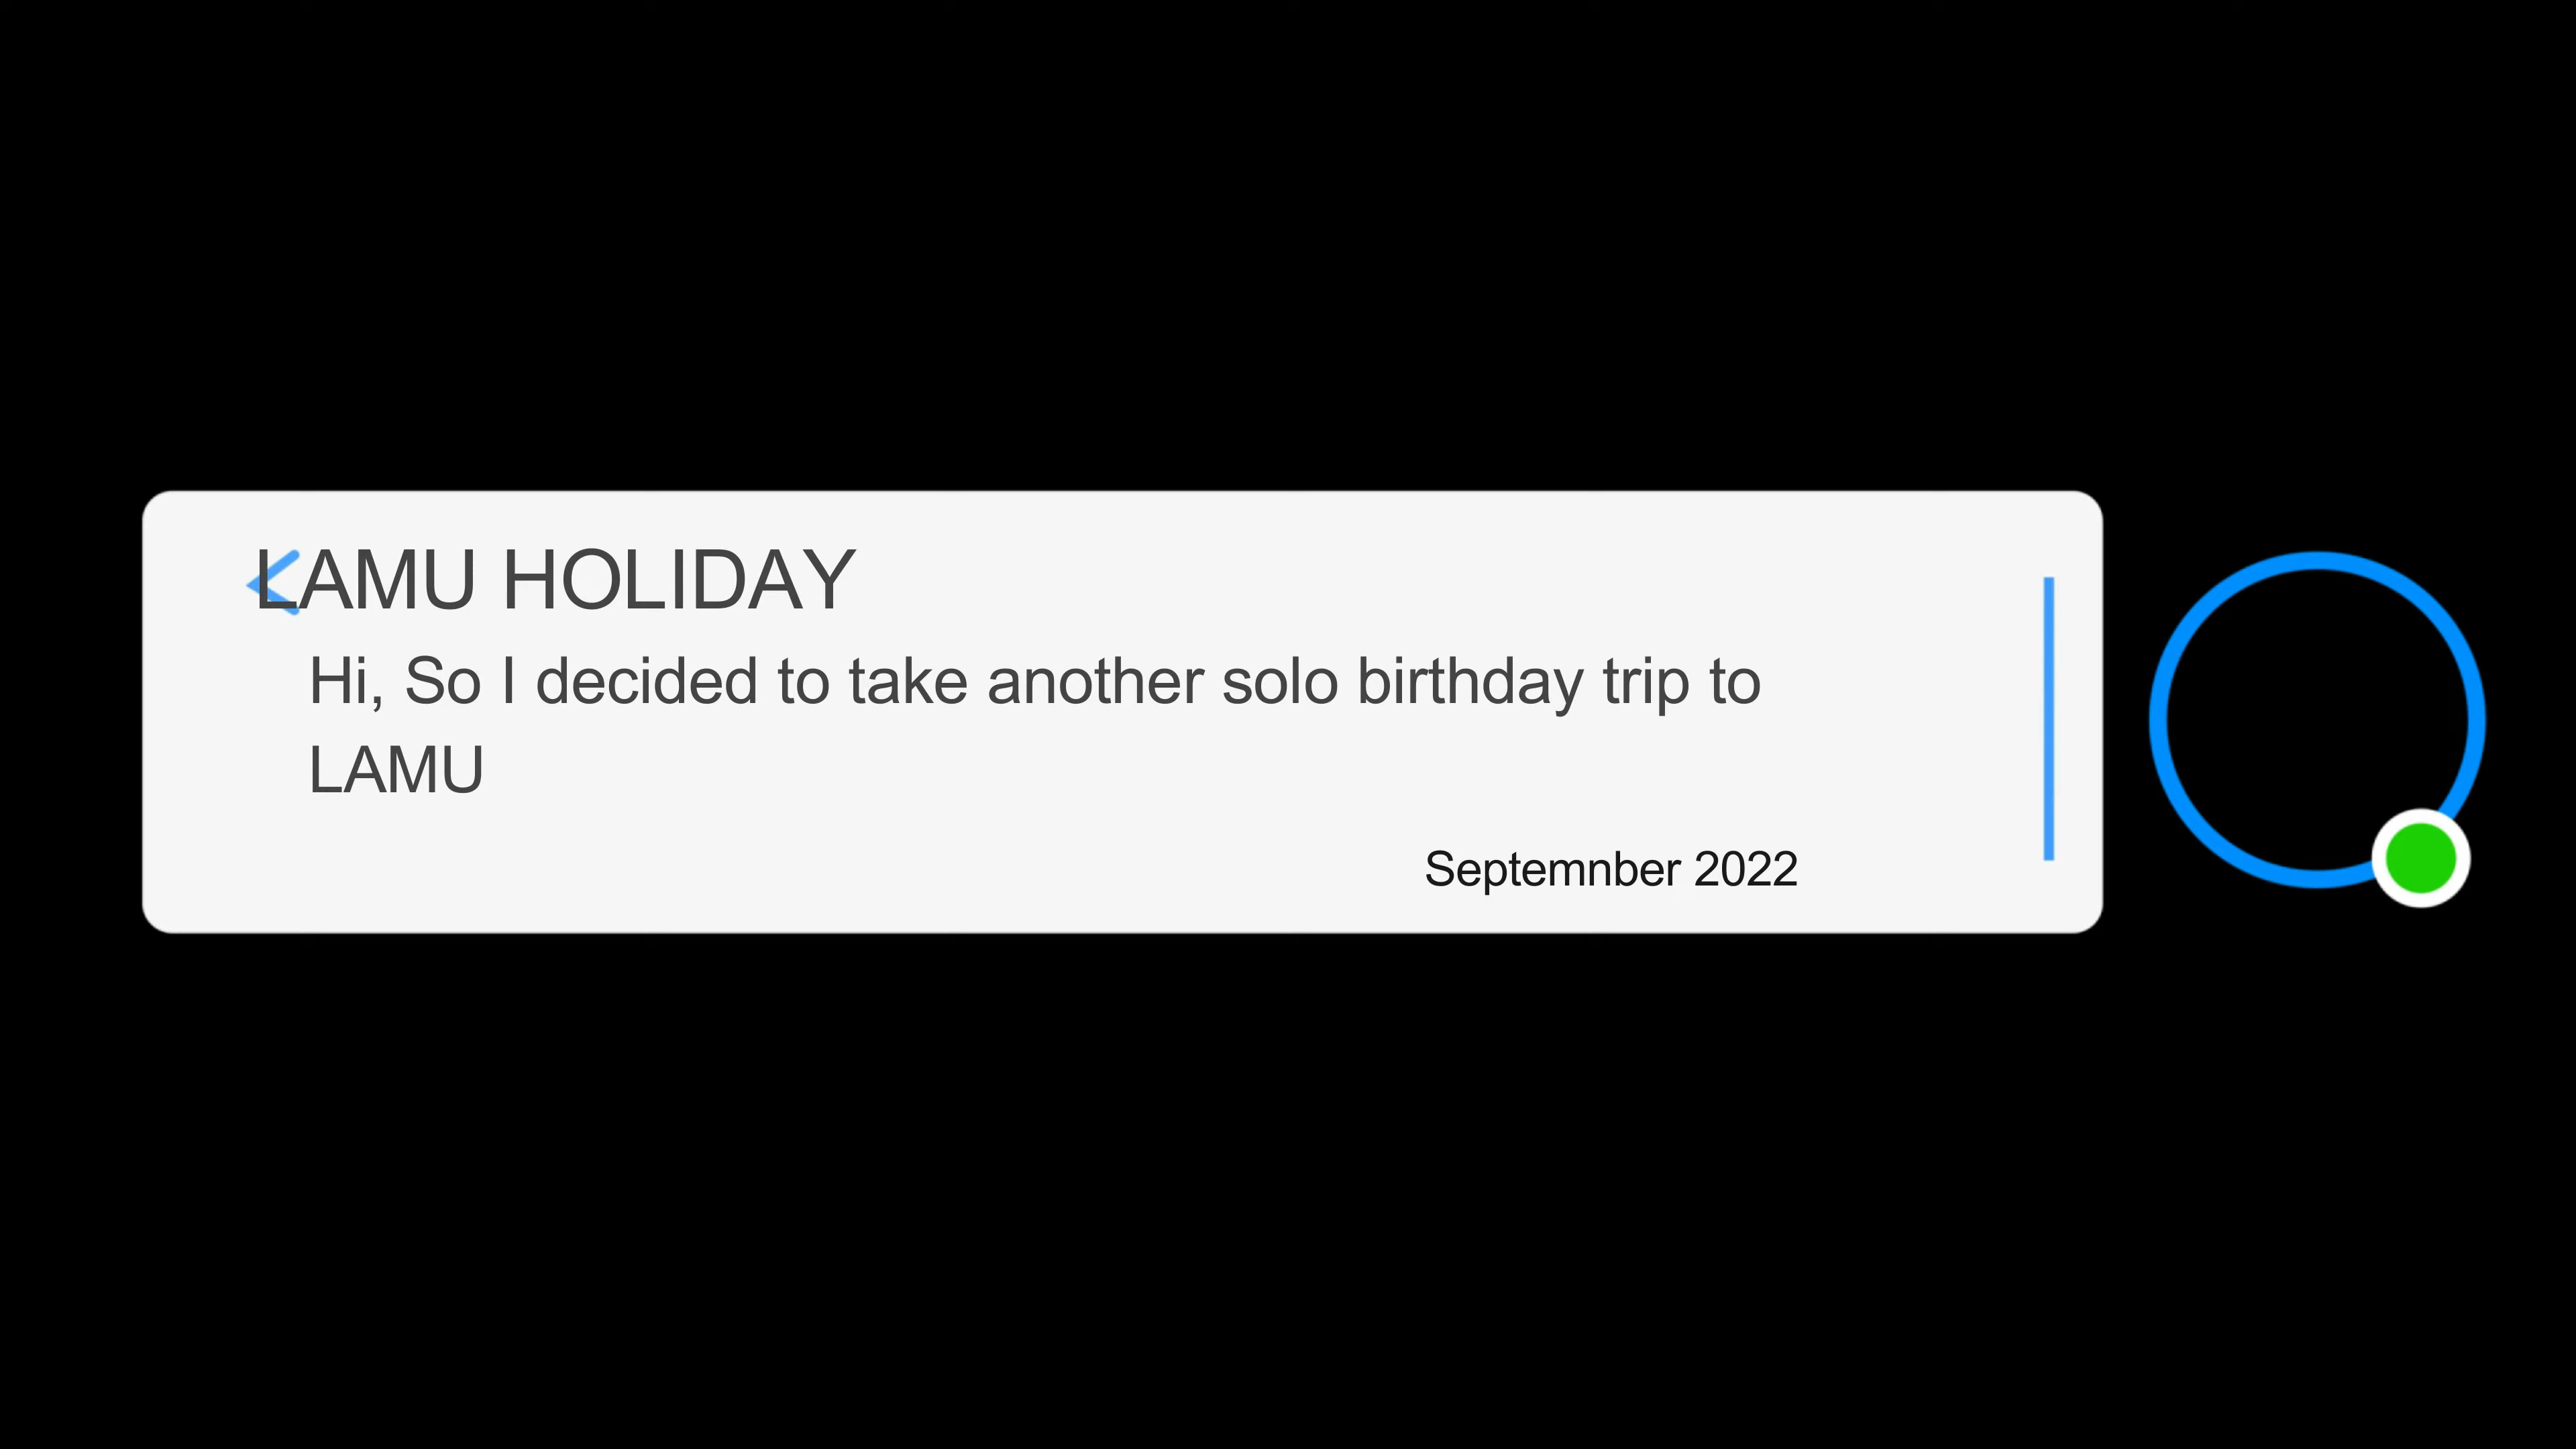 LAMU HOLIDAY
Hi, So I decided to take another solo birthday trip to
LAMU
Septemnber 2022